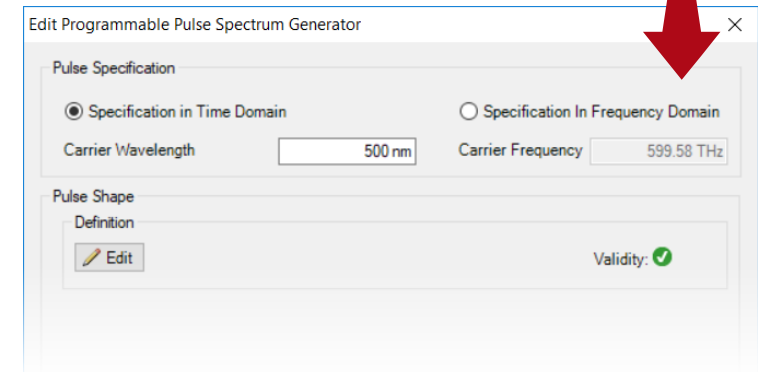 Edit Programmable Pulse Spectrum Generator
Pulse Specification
Specification in Time Domain Specification In Frequency Domain
Carrier Wavelength 500 nm Carrier Frequency 599.58 THz
Pulse Shape
Definition
Edit Validity: